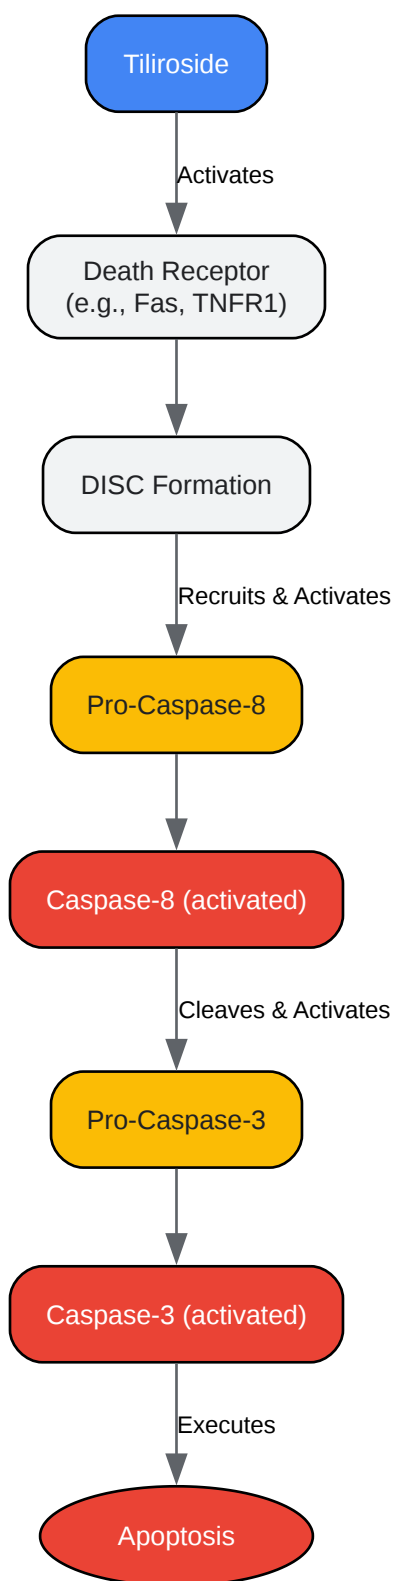 Tiliroside
Activates
Death Receptor
(e.g., Fas, TNFR1)
DISC Formation
Recruits & Activates
Pro-Caspase-8
Caspase-8 (activated)
Cleaves & Activates
Pro-Caspase-3
Caspase-3 (activated)
Executes
Apoptosis